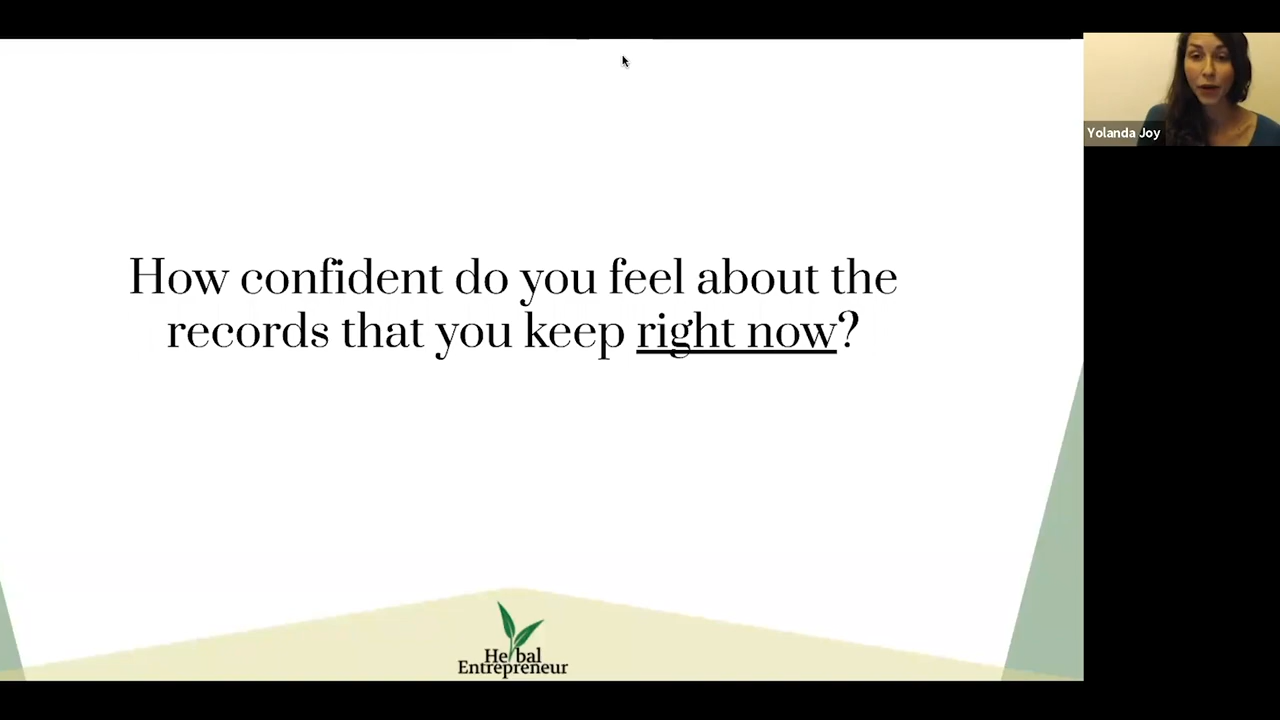 How confident do you feel about the
records that you keep right now?
Yolanda Joy
Herbal
Entrepreneur